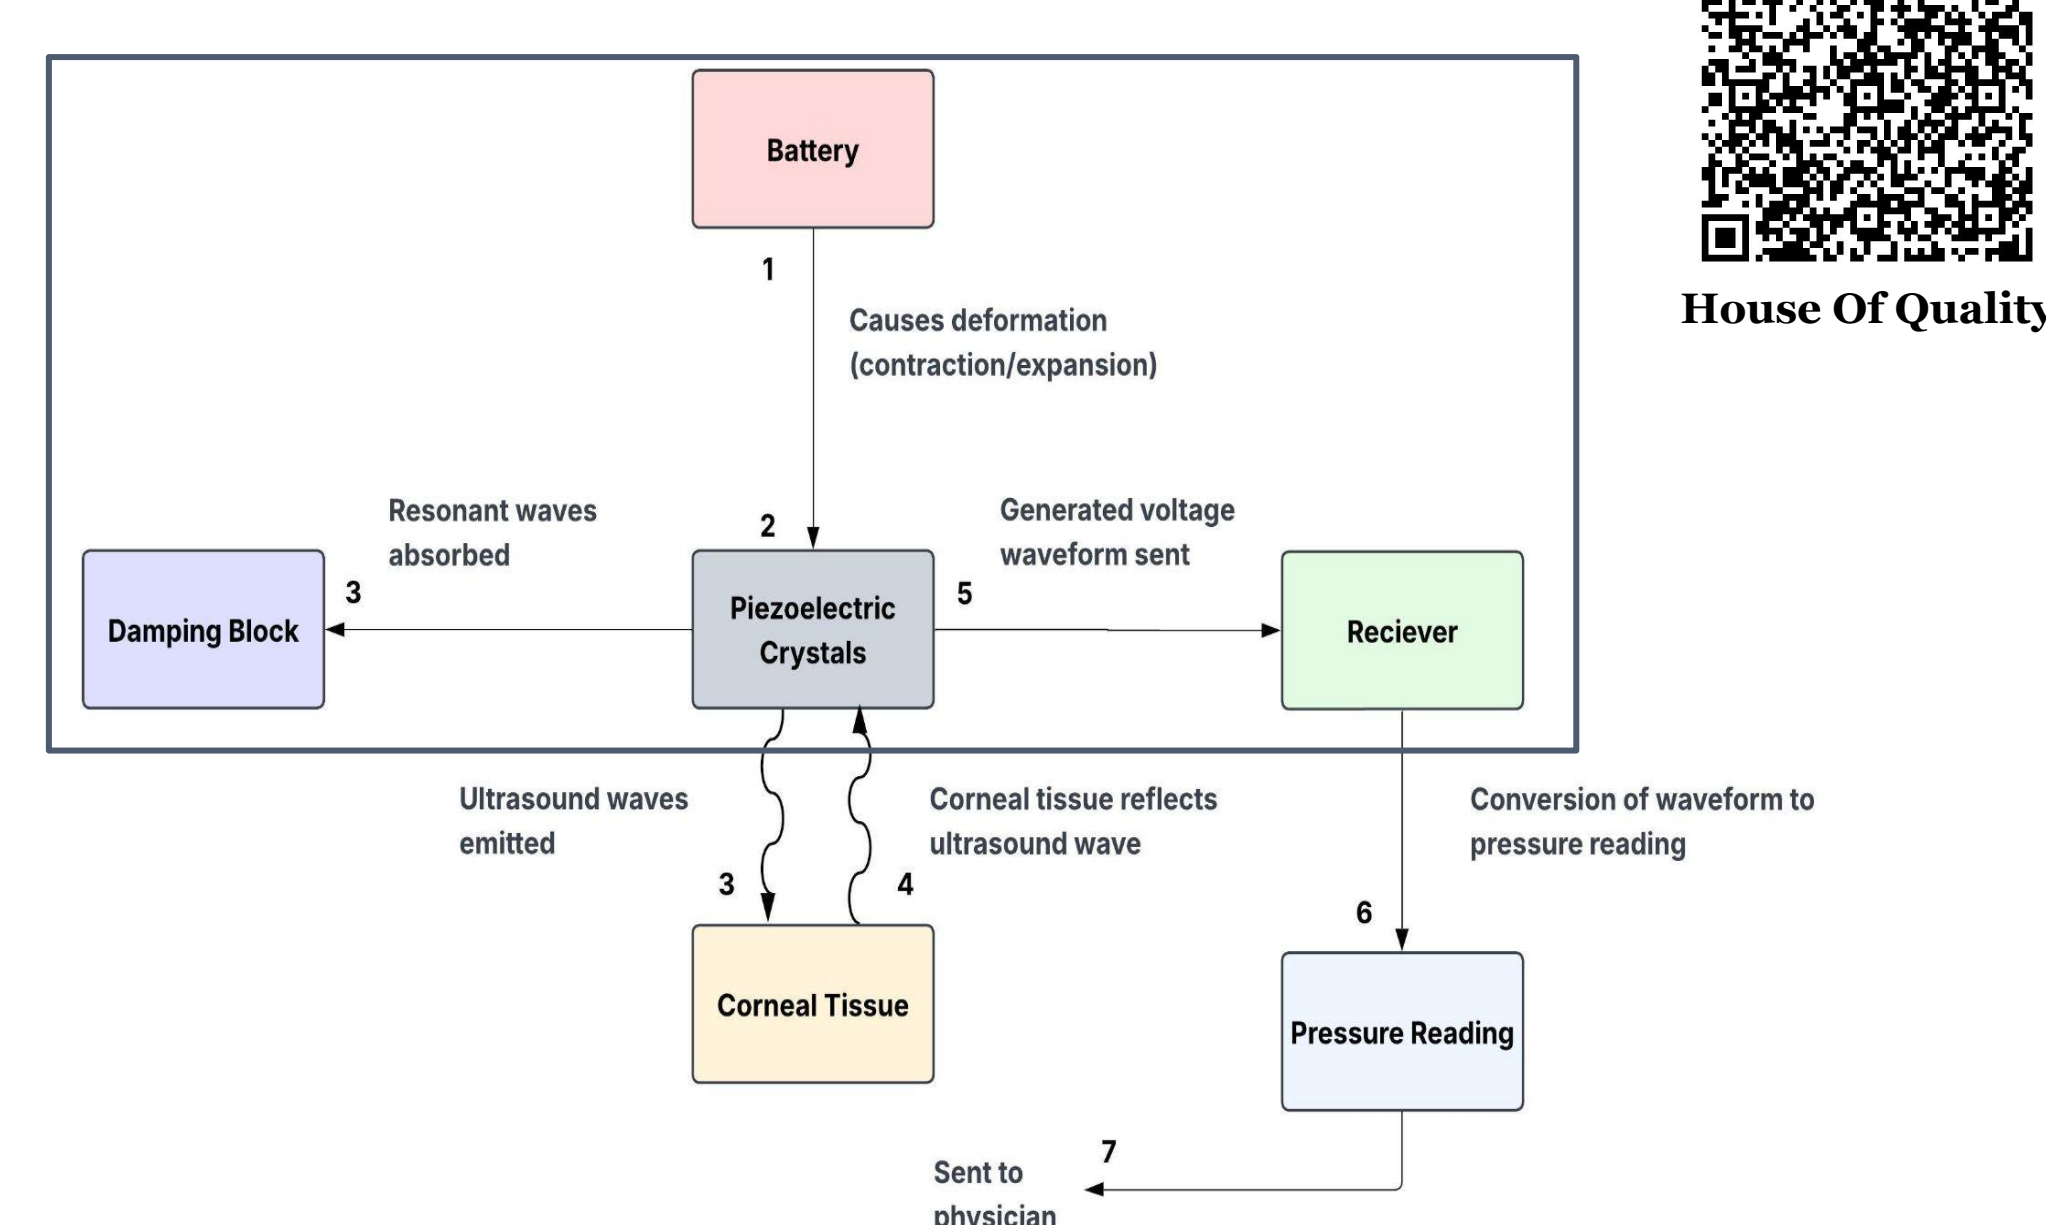 Battery
1
Causes deformation
(contraction/expansion)
House Of Quality
Resonant waves
absorbed
2
Generated voltage
waveform sent
3
Damping Block
Piezoelectric
Crystals
5
Reciever
Ultrasound waves
emitted
Corneal tissue reflects
ultrasound wave
Conversion of waveform to
pressure reading
3
4
6
Corneal Tissue
Pressure Reading
7
Sent to
physician